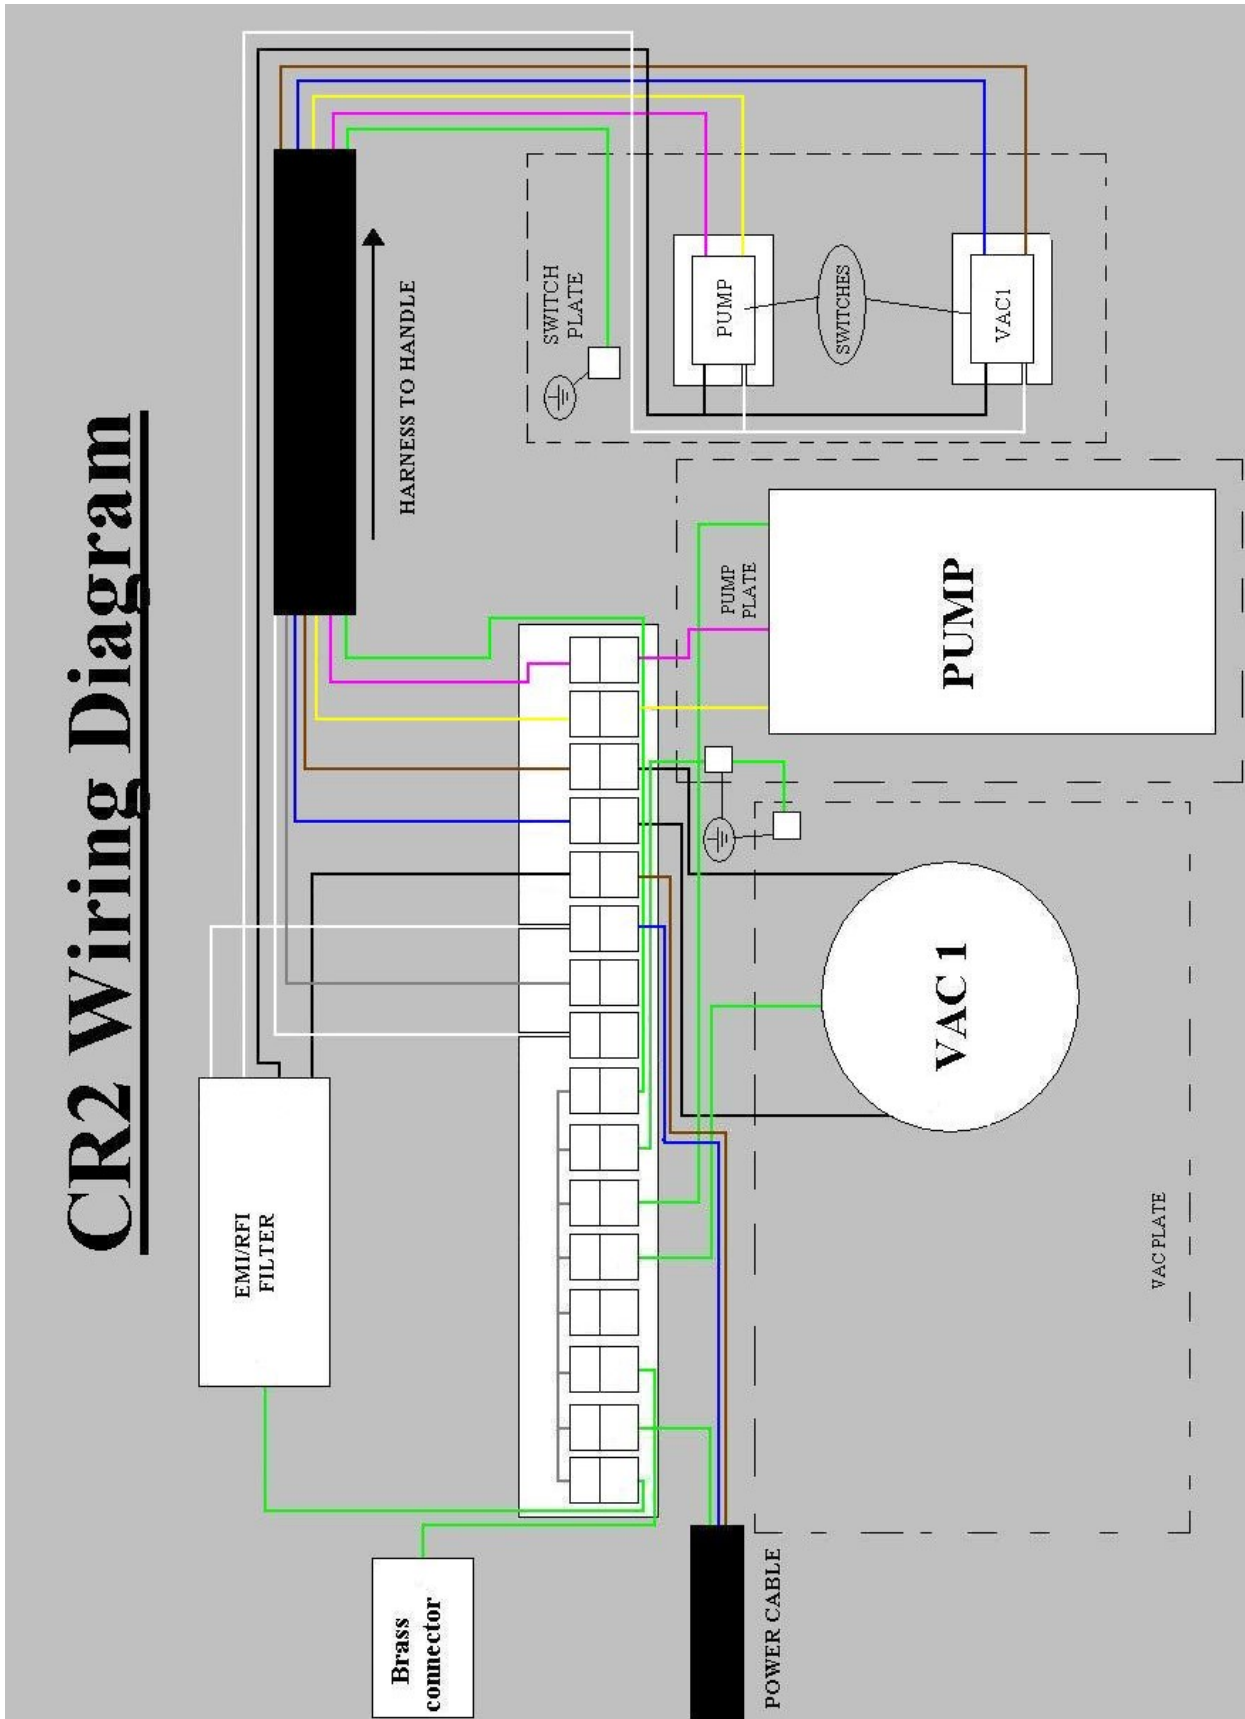 CR2 Wiring Diagram
EMI/RFI
FILTER
HARNESS TO HANDLE
Brass
connector
SWITCH
PLATE
PUMP
SWITCHES
VAC1
PUMP
PLATE
PUMP
VAC 1
VAC PLATE
POWER CABLE